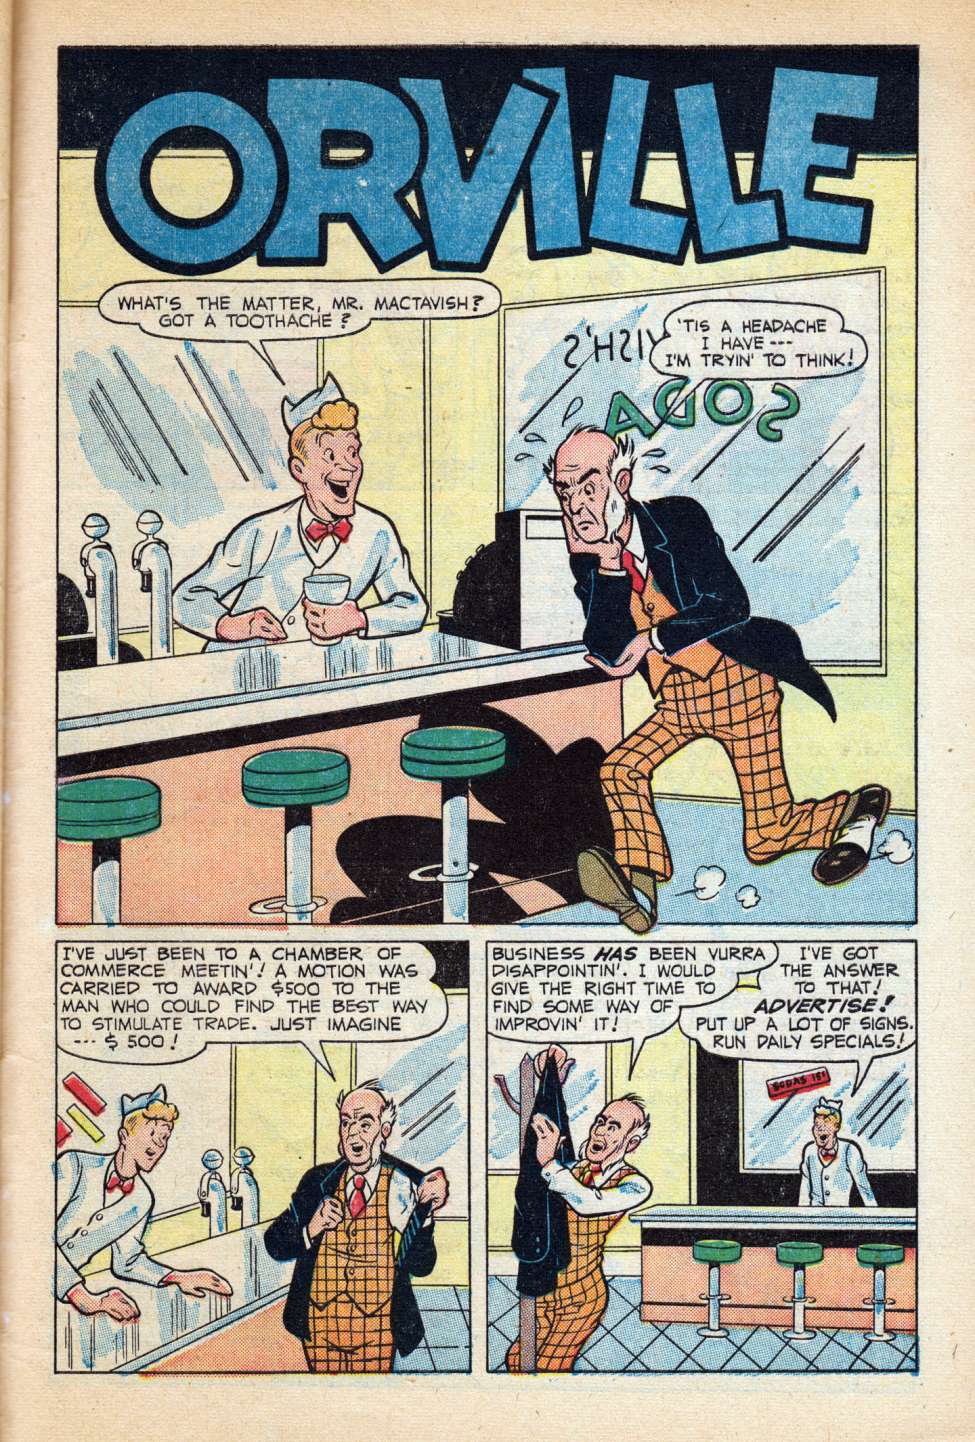 ORVILLE
WHAT'S THE MATTER, MR. MACTAVISH?
GOT A TOOTHACHE?
'TIS A HEADACHE
I HAVE ---
I'M TRYIN' TO THINK!
VISH'S
SODA
I'VE JUST BEEN TO A CHAMBER OF
COMMERCE MEETIN'! A MOTION WAS
CARRIED TO AWARD $500 TO THE
MAN WHO COULD FIND THE BEST WAY
TO STIMULATE TRADE. JUST IMAGINE
--- $500!
BUSINESS HAS BEEN VURRA
DISAPPOINTIN'. I WOULD
GIVE THE RIGHT TIME TO
FIND SOME WAY OF
IMPROVIN' IT!
I'VE GOT
THE ANSWER
TO THAT!
ADVERTISE!
PUT UP A LOT OF SIGNS.
RUN DAILY SPECIALS!
SODAS 15¢